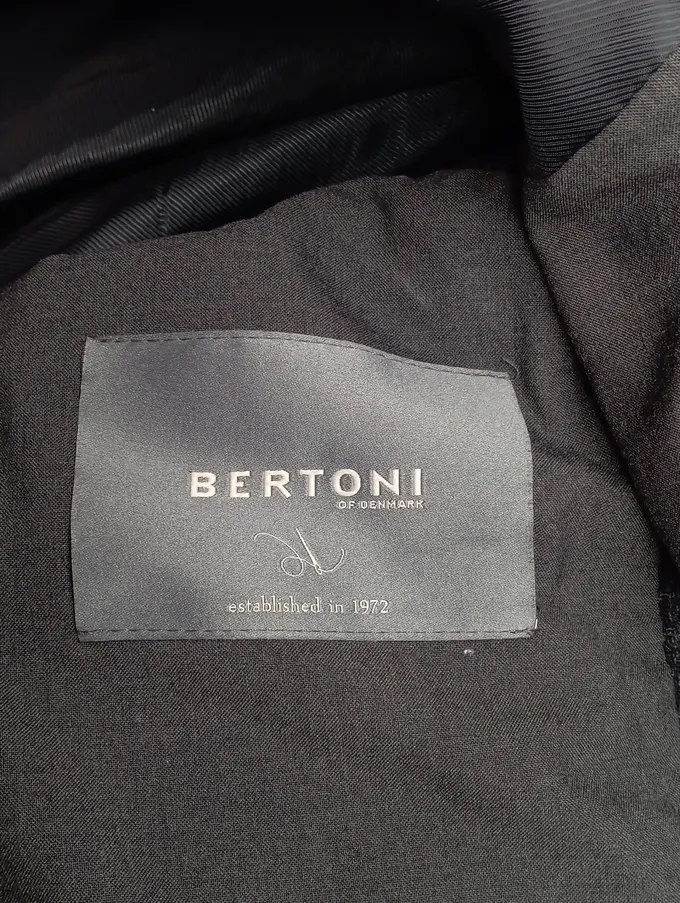 BERTONI
OF DENMARK
established in 1972